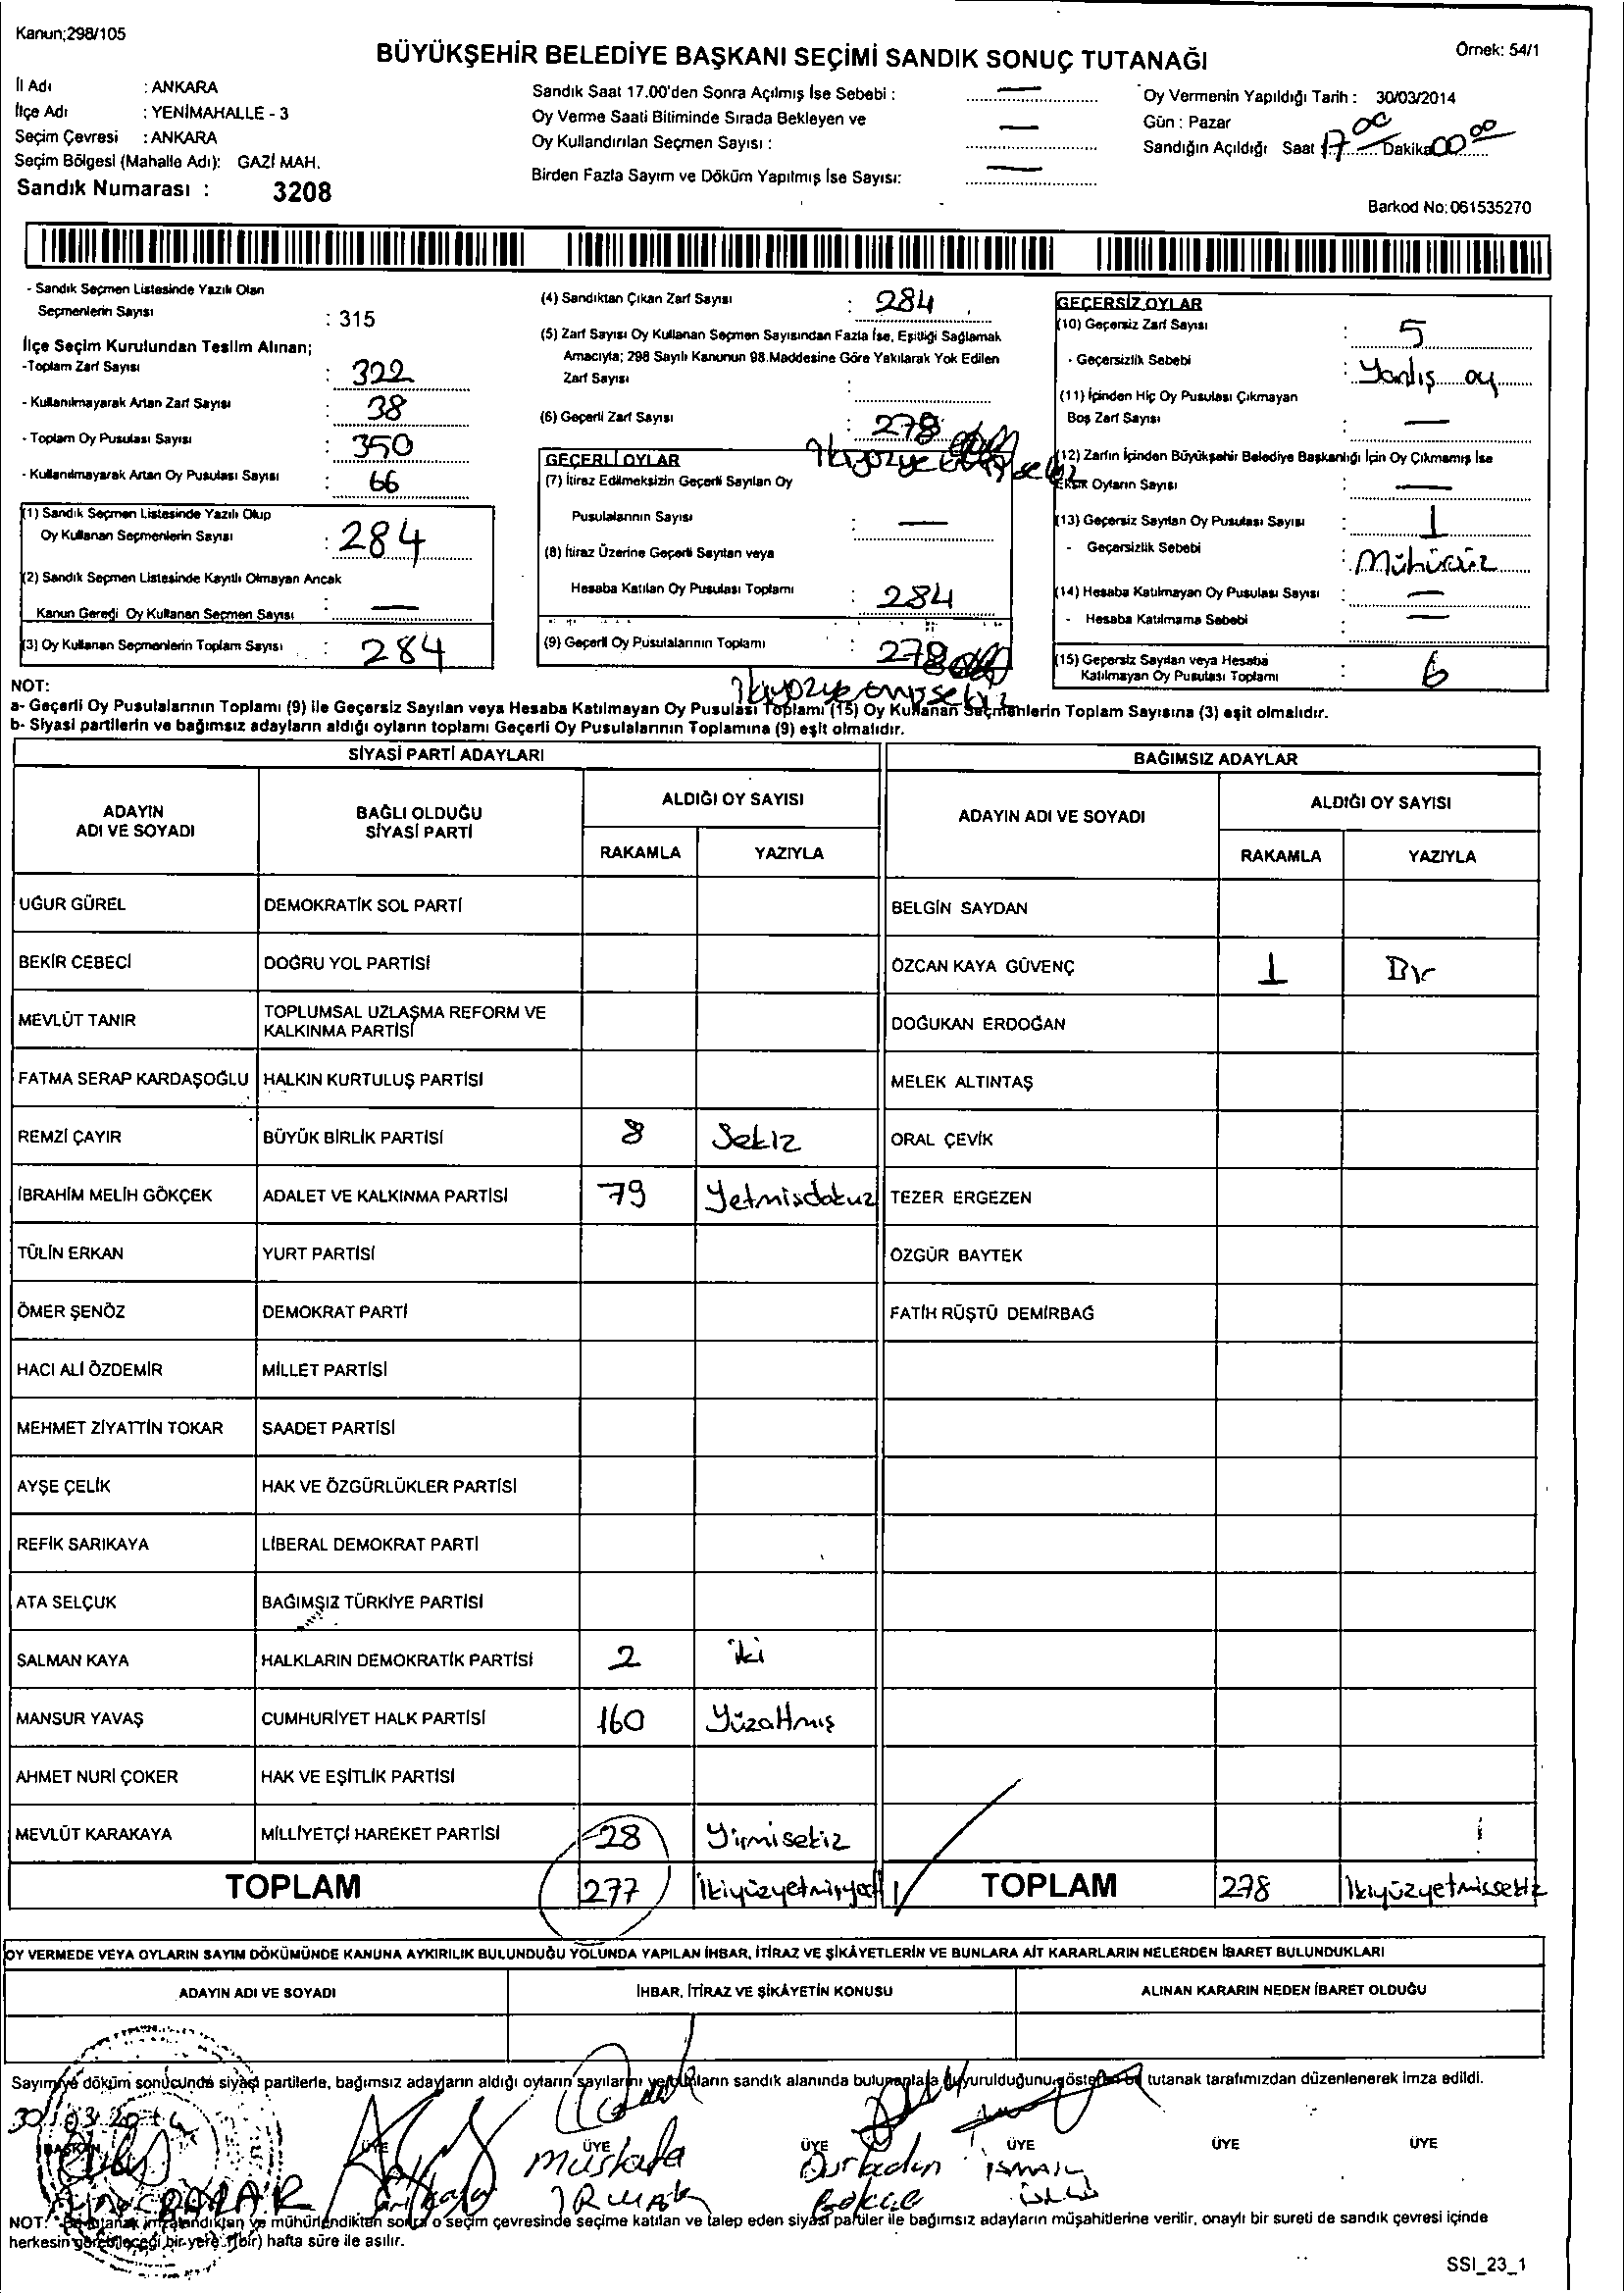 Kanun;298/105
BÜYÜKŞEHİR BELEDİYE BAŞKANI SEÇİMİ SANDIK SONUÇ TUTANAĞI
Örnek: 54/1
İl Adı : ANKARA
İlçe Adı : YENİMAHALLE - 3
Seçim Çevresi : ANKARA
Seçim Bölgesi (Mahalle Adı): GAZİ MAH.
Sandık Numarası : 3208
Sandık Saat 17.00'den Sonra Açılmış İse Sebebi : —
Oy Verme Saati Bitiminde Sırada Bekleyen ve
Oy Kullandırılan Seçmen Sayısı : —
Birden Fazla Sayım ve Döküm Yapılmış İse Sayısı: —
Oy Vermenin Yapıldığı Tarih : 30/03/2014
Gün : Pazar
Sandığın Açıldığı Saat 17 00 Dakika 00 00
Barkod No:061535270
- Sandık Seçmen Listesinde Yazılı Olan
Seçmenlerin Sayısı : 315
İlçe Seçim Kurulundan Teslim Alınan;
-Toplam Zarf Sayısı : 322
- Kullanılmayarak Artan Zarf Sayısı : 38
- Toplam Oy Pusulası Sayısı : 350
- Kullanılmayarak Artan Oy Pusulası Sayısı : 66
(1) Sandık Seçmen Listesinde Yazılı Olup
Oy Kullanan Seçmenlerin Sayısı : 284
(2) Sandık Seçmen Listesinde Kayıtlı Olmayan Ancak
Kanun Gereği Oy Kullanan Seçmen Sayısı : —
(3) Oy Kullanan Seçmenlerin Toplam Sayısı : 284
(4) Sandıktan Çıkan Zarf Sayısı : 284
(5) Zarf Sayısı Oy Kullanan Seçmen Sayısından Fazla İse, Eşitliği Sağlamak
Amacıyla; 298 Sayılı Kanunun 98.Maddesine Göre Yakılarak Yok Edilen
Zarf Sayısı :
(6) Geçerli Zarf Sayısı : 278
GEÇERLİ OYLAR
(7) İtiraz Edilmeksizin Geçerli Sayılan Oy
Pusulalarının Sayısı : —
(8) İtiraz Üzerine Geçerli Sayılan veya
Hesaba Katılan Oy Pusulası Toplamı : 284
(9) Geçerli Oy Pusulalarının Toplamı : 278
GEÇERSİZ OYLAR
(10) Geçersiz Zarf Sayısı : 5
- Geçersizlik Sebebi : Yanlış oy
(11) İçinden Hiç Oy Pusulası Çıkmayan
Boş Zarf Sayısı : —
(12) Zarfın İçinden Büyükşehir Belediye Başkanlığı İçin Oy Çıkmamış İse
Eksik Oyların Sayısı : —
(13) Geçersiz Sayılan Oy Pusulası Sayısı : 1
- Geçersizlik Sebebi : Mühürsüz
(14) Hesaba Katılmayan Oy Pusulası Sayısı : —
- Hesaba Katılmama Sebebi : —
(15) Geçersiz Sayılan veya Hesaba
Katılmayan Oy Pusulası Toplamı : 6
NOT:
a- Geçerli Oy Pusulalarının Toplamı (9) ile Geçersiz Sayılan veya Hesaba Katılmayan Oy Pusulası Toplamı (15) Oy Kullanan Seçmenlerin Toplam Sayısına (3) eşit olmalıdır.
b- Siyasi partilerin ve bağımsız adayların aldığı oyların toplamı Geçerli Oy Pusulalarının Toplamına (9) eşit olmalıdır.
SİYASİ PARTİ ADAYLARI
BAĞIMSIZ ADAYLAR
ADAYIN ADI VE SOYADI
BAĞLI OLDUĞU SİYASİ PARTİ
ALDIĞI OY SAYISI
RAKAMLA YAZIYLA
ADAYIN ADI VE SOYADI
ALDIĞI OY SAYISI
RAKAMLA YAZIYLA
UĞUR GÜREL DEMOKRATİK SOL PARTİ BELGİN SAYDAN
BEKİR CEBECİ DOĞRU YOL PARTİSİ ÖZCAN KAYA GÜVENÇ 1 Bir
MEVLÜT TANIR TOPLUMSAL UZLAŞMA REFORM VE KALKINMA PARTİSİ DOĞUKAN ERDOĞAN
FATMA SERAP KARDAŞOĞLU HALKIN KURTULUŞ PARTİSİ MELEK ALTINTAŞ
REMZİ ÇAYIR BÜYÜK BİRLİK PARTİSİ 8 Sekiz ORAL ÇEVİK
İBRAHİM MELİH GÖKÇEK ADALET VE KALKINMA PARTİSİ 79 Yetmisdokuz TEZER ERGEZEN
TÜLİN ERKAN YURT PARTİSİ ÖZGÜR BAYTEK
ÖMER ŞENÖZ DEMOKRAT PARTİ FATİH RÜŞTÜ DEMİRBAĞ
HACI ALİ ÖZDEMİR MİLLET PARTİSİ
MEHMET ZİYATTİN TOKAR SAADET PARTİSİ
AYŞE ÇELİK HAK VE ÖZGÜRLÜKLER PARTİSİ
REFİK SARIKAYA LİBERAL DEMOKRAT PARTİ
ATA SELÇUK BAĞIMSIZ TÜRKİYE PARTİSİ
SALMAN KAYA HALKLARIN DEMOKRATİK PARTİSİ 2 iki
MANSUR YAVAŞ CUMHURİYET HALK PARTİSİ 160 Yüzaltmış
AHMET NURİ ÇOKER HAK VE EŞİTLİK PARTİSİ
MEVLÜT KARAKAYA MİLLİYETÇİ HAREKET PARTİSİ 28 Yirmisekiz
TOPLAM 277 TOPLAM 278 İkiyüzyetmissekiz
OY VERMEDE VEYA OYLARIN SAYIM DÖKÜMÜNDE KANUNA AYKIRILIK BULUNDUĞU YOLUNDA YAPILAN İHBAR, İTİRAZ VE ŞİKÂYETLERİN VE BUNLARA AİT KARARLARIN NELERDEN İBARET BULUNDUKLARI
ADAYIN ADI VE SOYADI İHBAR, İTİRAZ VE ŞİKÂYETİN KONUSU ALINAN KARARIN NEDEN İBARET OLDUĞU
Sayım ve döküm sonucunda siyasi partilerle, bağımsız adayların aldığı oyların sayılarını ve bunların sandık alanında bulunanlara duyurulduğunu gösteren bu tutanak tarafımızdan düzenlenerek imza edildi.
30/03/2014
BAŞKAN ÜYE ÜYE ÜYE ÜYE ÜYE ÜYE
Mustafa IRMAK
İSMAİL
NOT: Bu tutanak imzalandıktan ve mühürlendikten sonra o seçim çevresinde seçime katılan ve talep eden siyasi partiler ile bağımsız adayların müşahitlerine verilir, onaylı bir sureti de sandık çevresi içinde
herkesin görebileceği bir yere 1(bir) hafta süre ile asılır.
SSI_23_1